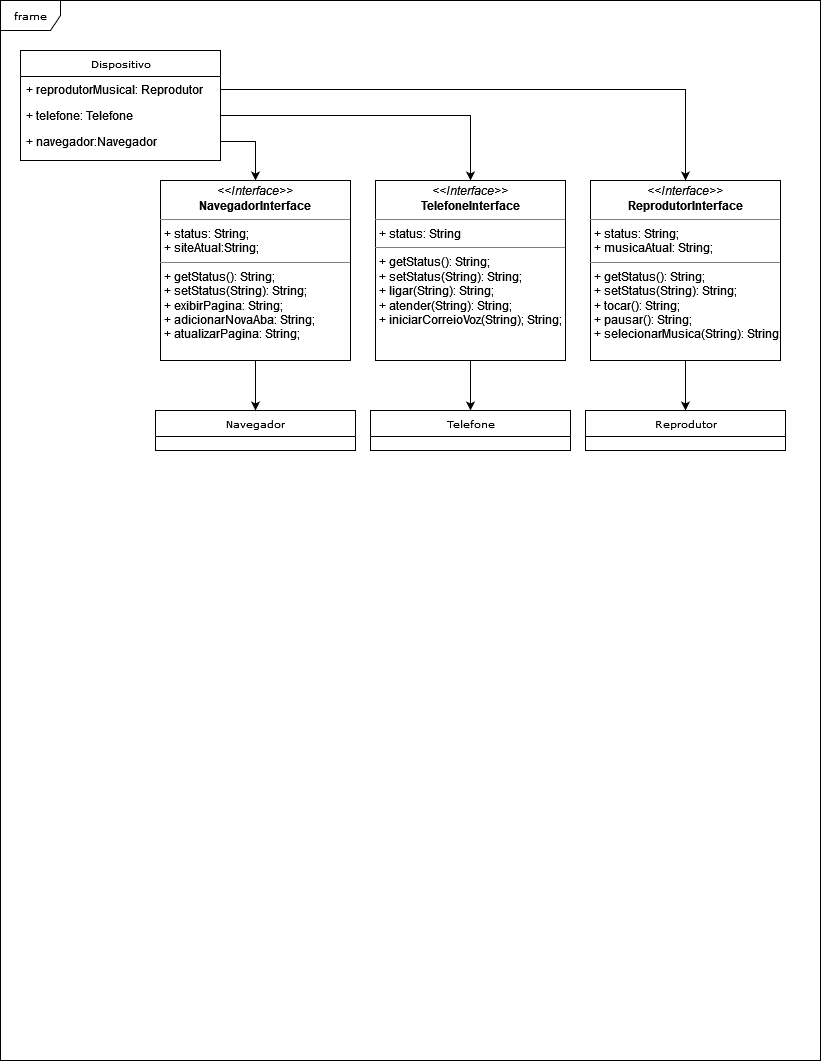 frame
Dispositivo
+ reprodutorMusical: Reprodutor
+ telefone: Telefone
+ navegador:Navegador
<<Interface>>
NavegadorInterface
+ status: String;
+ siteAtual:String;
+ getStatus(): String;
+ setStatus(String): String;
+ exibirPagina: String;
+ adicionarNovaAba: String;
+ atualizarPagina: String;
<<Interface>>
TelefoneInterface
+ status: String
+ getStatus(): String;
+ setStatus(String): String;
+ ligar(String): String;
+ atender(String): String;
+ iniciarCorreioVoz(String); String;
<<Interface>>
ReprodutorInterface
+ status: String;
+ musicaAtual: String;
+ getStatus(): String;
+ setStatus(String): String;
+ tocar(): String;
+ pausar(): String;
+ selecionarMusica(String): String;
Navegador
Telefone
Reprodutor